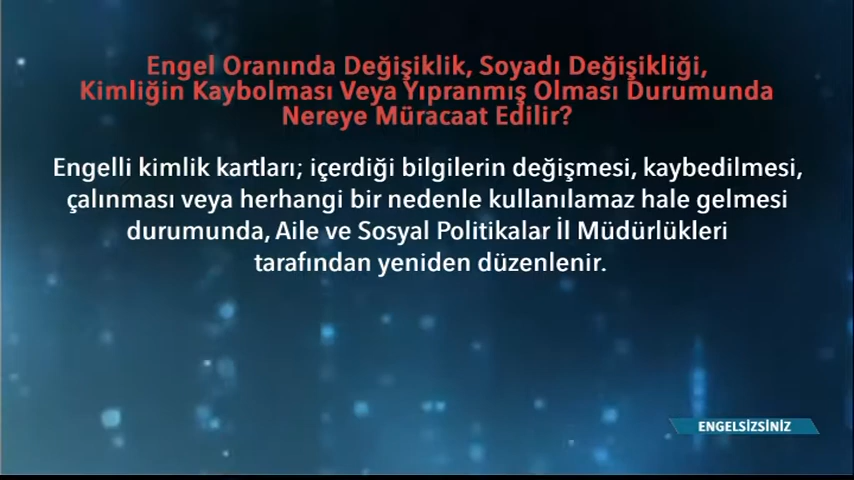 Engel Oranında Değişiklik, Soyadı Değişikliği,
Kimliğin Kaybolması Veya Yıpranmış Olması Durumunda
Nereye Müracaat Edilir?
Engelli kimlik kartları; içerdiği bilgilerin değişmesi, kaybedilmesi,
çalınması veya herhangi bir nedenle kullanılamaz hale gelmesi
durumunda, Aile ve Sosyal Politikalar İl Müdürlükleri
tarafından yeniden düzenlenir.
ENGELSİZSİNİZ